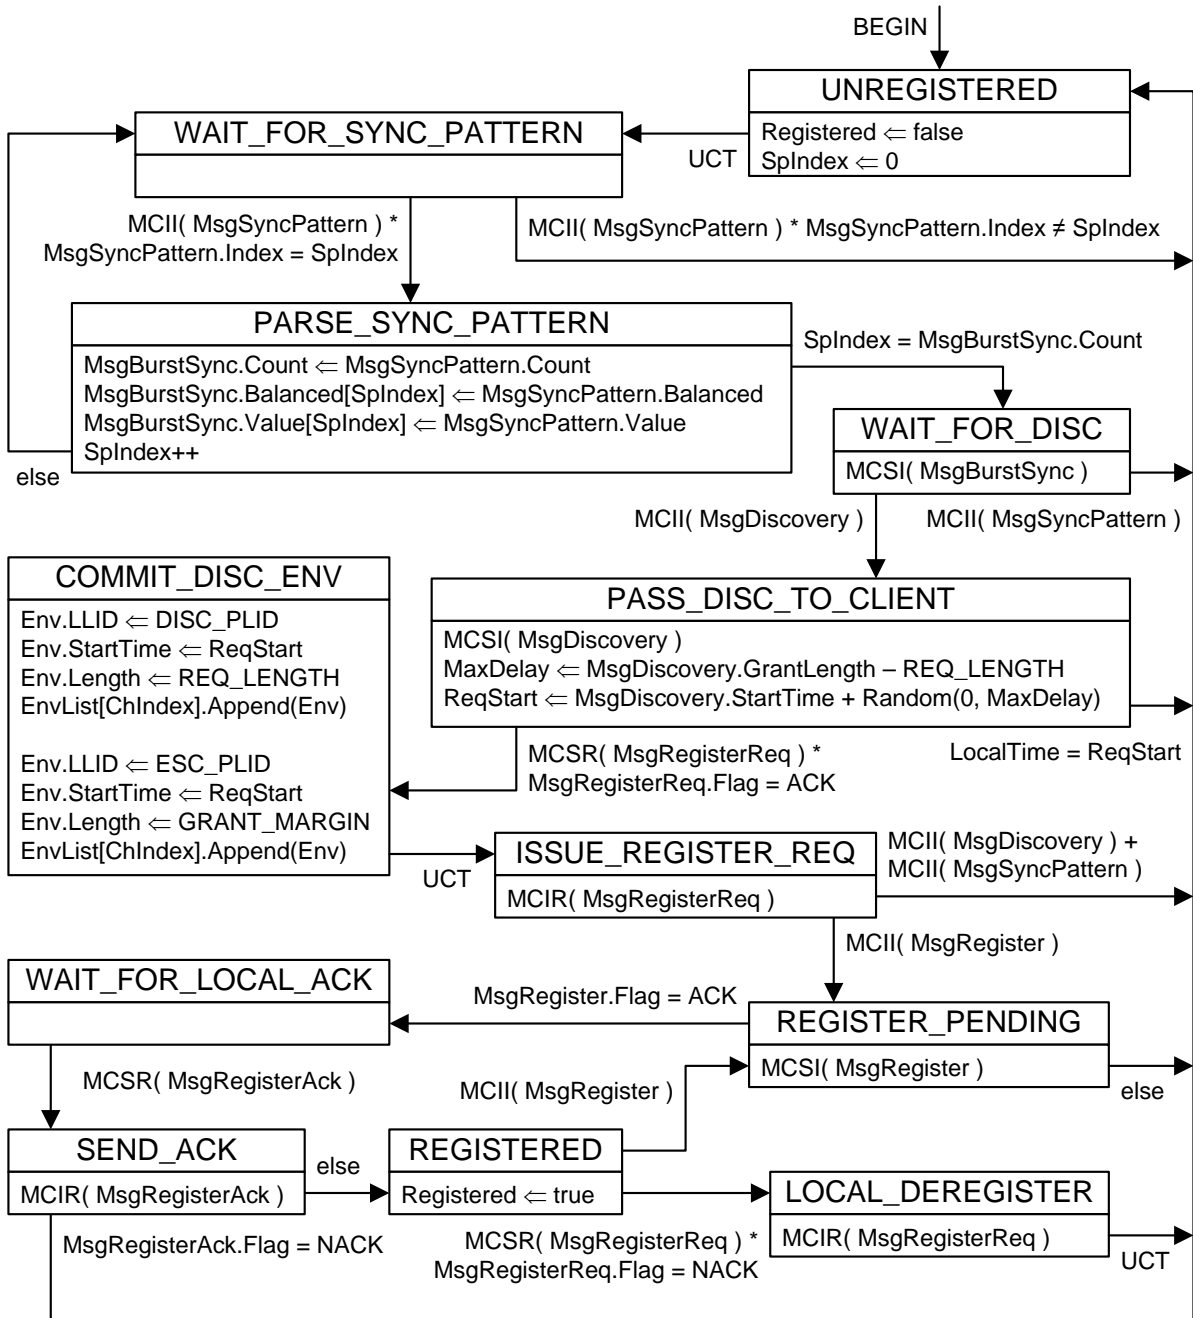 BEGIN
UNREGISTERED
Registered ⇐ false
SpIndex ⇐ 0
UCT
WAIT_FOR_SYNC_PATTERN
MCII( MsgSyncPattern ) *
MsgSyncPattern.Index = SpIndex
MCII( MsgSyncPattern ) * MsgSyncPattern.Index ≠ SpIndex
PARSE_SYNC_PATTERN
MsgBurstSync.Count ⇐ MsgSyncPattern.Count
MsgBurstSync.Balanced[SpIndex] ⇐ MsgSyncPattern.Balanced
MsgBurstSync.Value[SpIndex] ⇐ MsgSyncPattern.Value
SpIndex++
else
SpIndex = MsgBurstSync.Count
WAIT_FOR_DISC
MCSI( MsgBurstSync )
MCII( MsgDiscovery )
MCII( MsgSyncPattern )
PASS_DISC_TO_CLIENT
MCSI( MsgDiscovery )
MaxDelay ⇐ MsgDiscovery.GrantLength – REQ_LENGTH
ReqStart ⇐ MsgDiscovery.StartTime + Random(0, MaxDelay)
LocalTime = ReqStart
MCSR( MsgRegisterReq ) *
MsgRegisterReq.Flag = ACK
COMMIT_DISC_ENV
Env.LLID ⇐ DISC_PLID
Env.StartTime ⇐ ReqStart
Env.Length ⇐ REQ_LENGTH
EnvList[ChIndex].Append(Env)
Env.LLID ⇐ ESC_PLID
Env.StartTime ⇐ ReqStart
Env.Length ⇐ GRANT_MARGIN
EnvList[ChIndex].Append(Env)
UCT
ISSUE_REGISTER_REQ
MCIR( MsgRegisterReq )
MCII( MsgDiscovery ) +
MCII( MsgSyncPattern )
MCII( MsgRegister )
REGISTER_PENDING
MCSI( MsgRegister )
else
MsgRegister.Flag = ACK
WAIT_FOR_LOCAL_ACK
MCSR( MsgRegisterAck )
SEND_ACK
MCIR( MsgRegisterAck )
else
MsgRegisterAck.Flag = NACK
REGISTERED
Registered ⇐ true
MCII( MsgRegister )
MCSR( MsgRegisterReq ) *
MsgRegisterReq.Flag = NACK
LOCAL_DEREGISTER
MCIR( MsgRegisterReq )
UCT